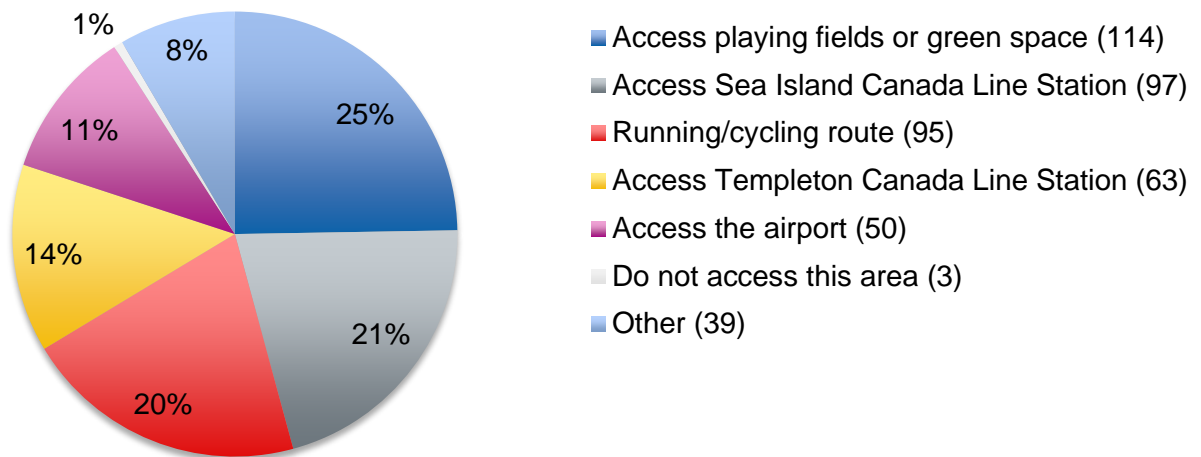 1%
8%
25%
11%
14%
21%
20%
Access playing fields or green space (114)
Access Sea Island Canada Line Station (97)
Running/cycling route (95)
Access Templeton Canada Line Station (63)
Access the airport (50)
Do not access this area (3)
Other (39)